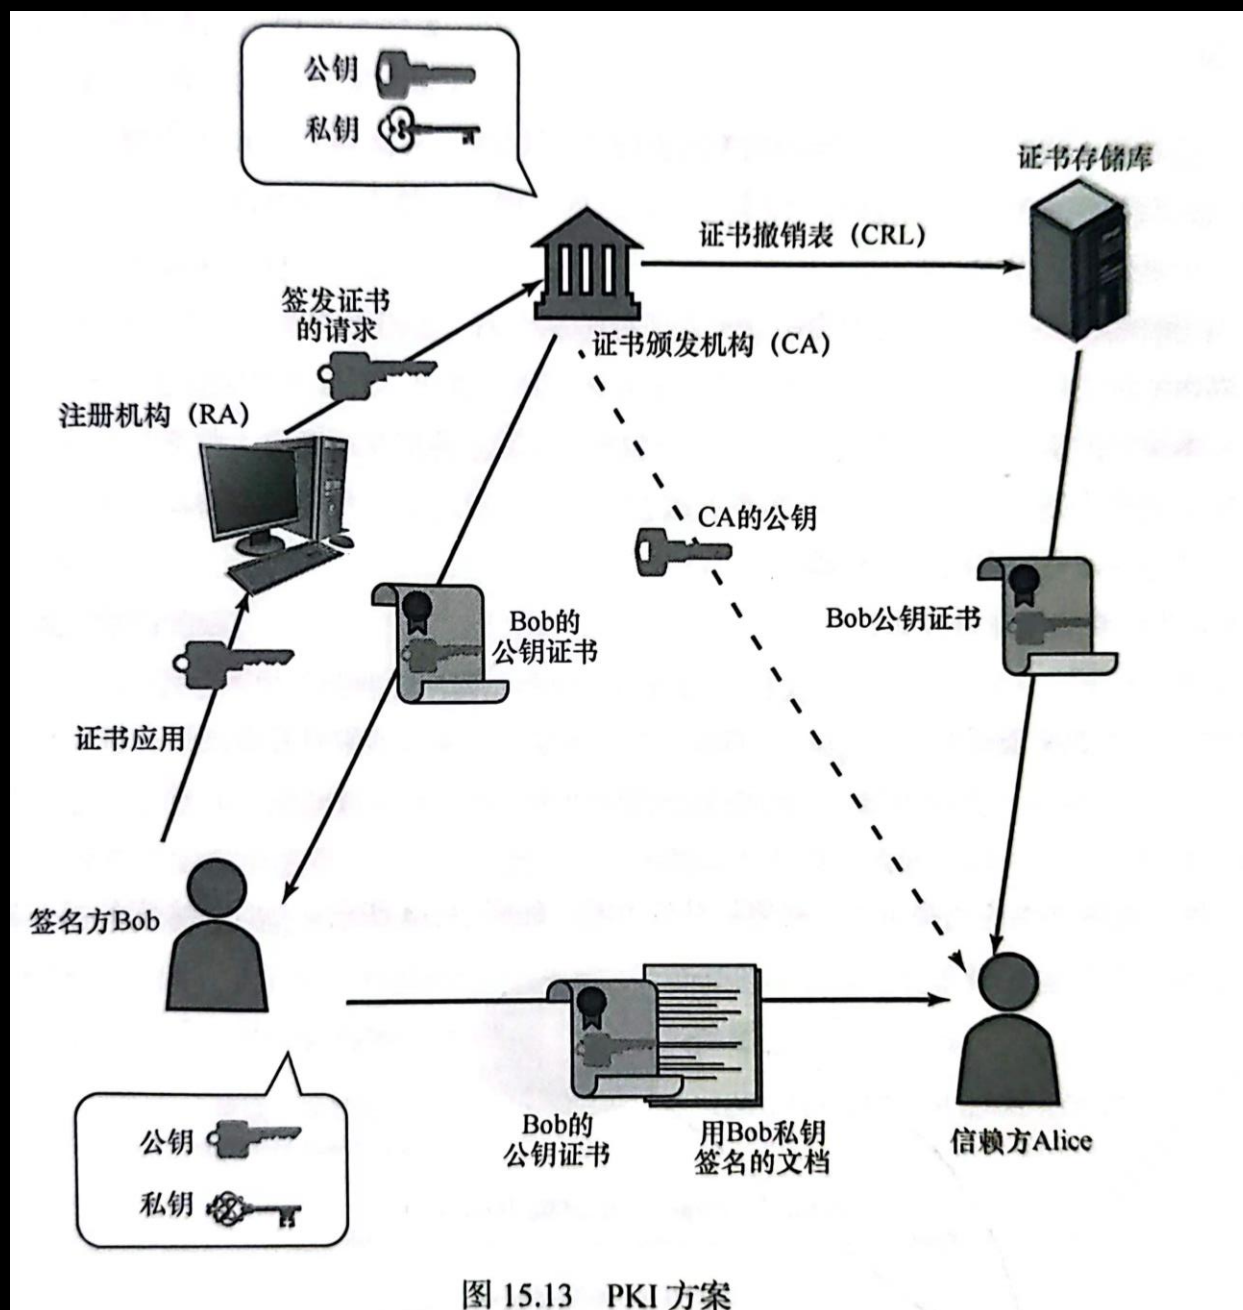 公钥
私钥
证书存储库
证书撤销表（CRL）
签发证书
的请求
证书颁发机构（CA）
注册机构（RA）
CA的公钥
Bob的
公钥证书
Bob公钥证书
证书应用
签名方Bob
Bob的
公钥证书
用Bob私钥
签名的文档
信赖方Alice
公钥
私钥
图 15.13 PKI 方案